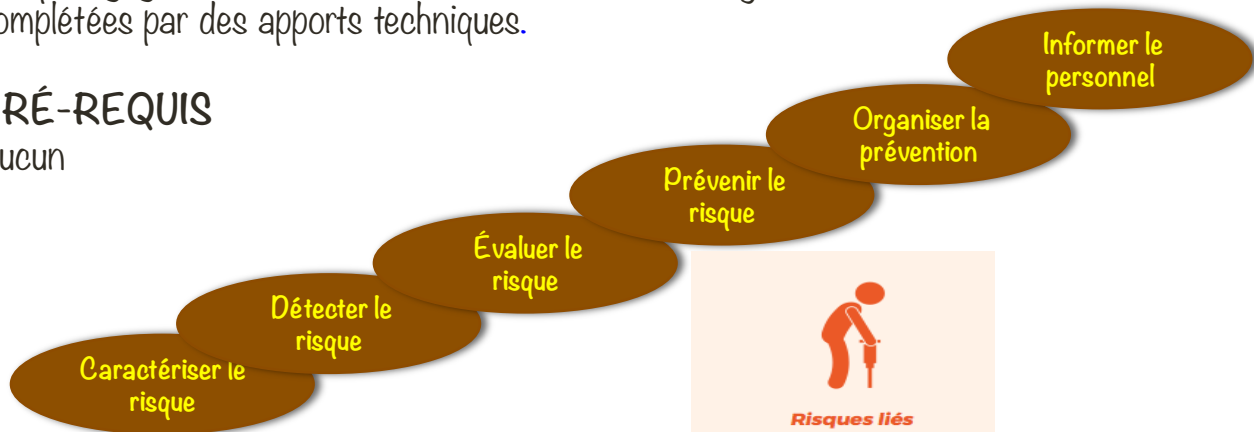 omplétées par des apports techniques.
RÉ-REQUIS
ucun
Informer le
personnel
Organiser la
prévention
Prévenir le
risque
Évaluer le
risque
Détecter le
risque
Caractériser le
risque
Risques liés